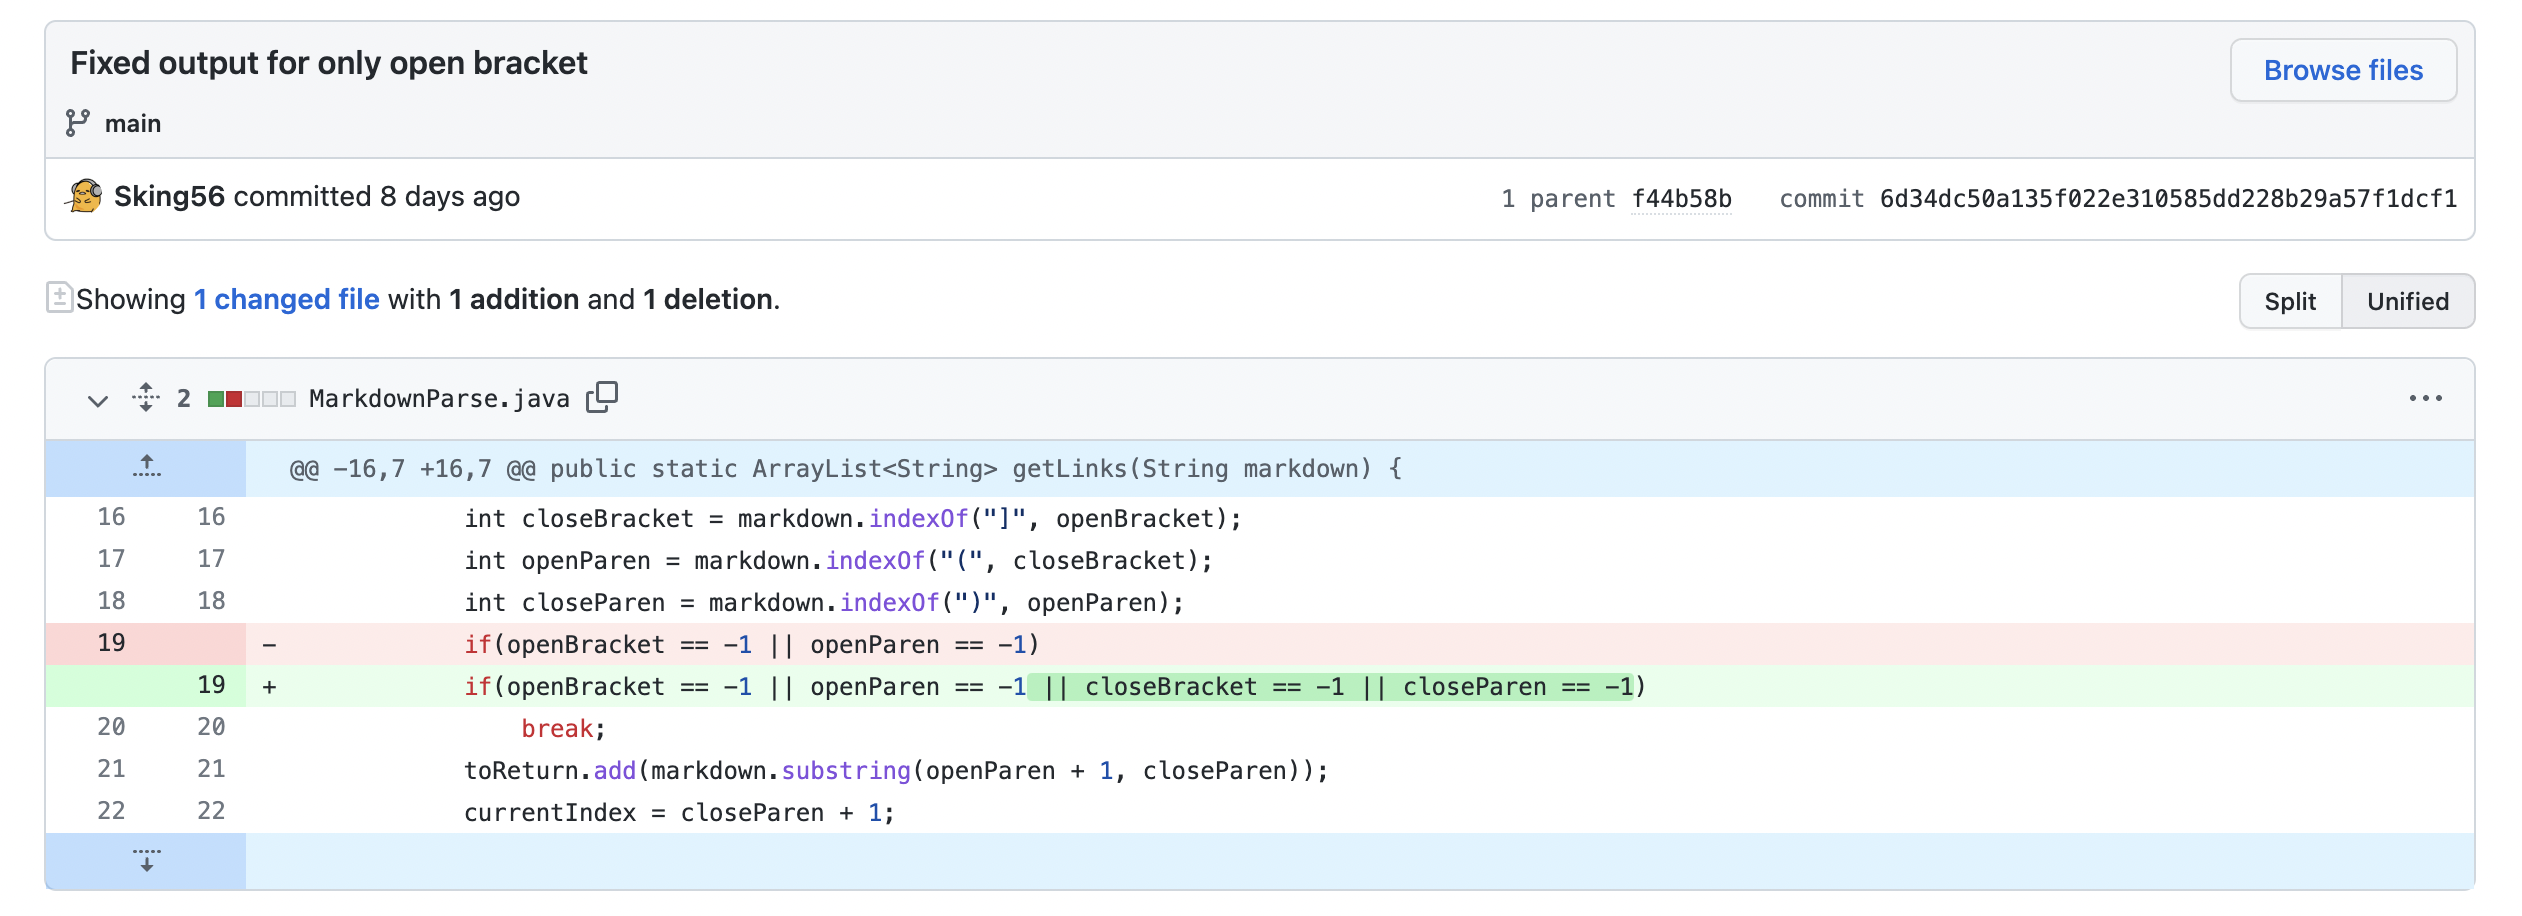 Fixed output for only open bracket
Browse files
main
Sking56 committed 8 days ago
1 parent f44b58b commit 6d34dc50a135f022e310585dd228b29a57f1dcf1
Showing 1 changed file with 1 addition and 1 deletion.
Split Unified
2 MarkdownParse.java
@@ -16,7 +16,7 @@ public static ArrayList<String> getLinks(String markdown) {
16 16 int closeBracket = markdown.indexOf("]", openBracket);
17 17 int openParen = markdown.indexOf("(", closeBracket);
18 18 int closeParen = markdown.indexOf(")", openParen);
19 - if(openBracket == -1 || openParen == -1)
19 + if(openBracket == -1 || openParen == -1 || closeBracket == -1 || closeParen == -1)
20 20 break;
21 21 toReturn.add(markdown.substring(openParen + 1, closeParen));
22 22 currentIndex = closeParen + 1;